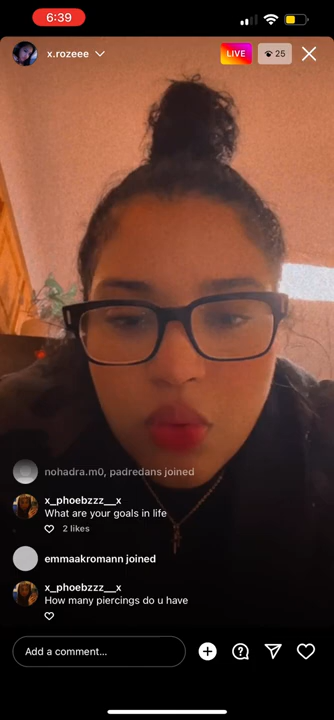 6:39
x.rozeee
LIVE
25
nohadra.m0, padredans joined
x_phoebzzz__x
What are your goals in life
2 likes
emmaakromann joined
x_phoebzzz__x
How many piercings do u have
Add a comment...